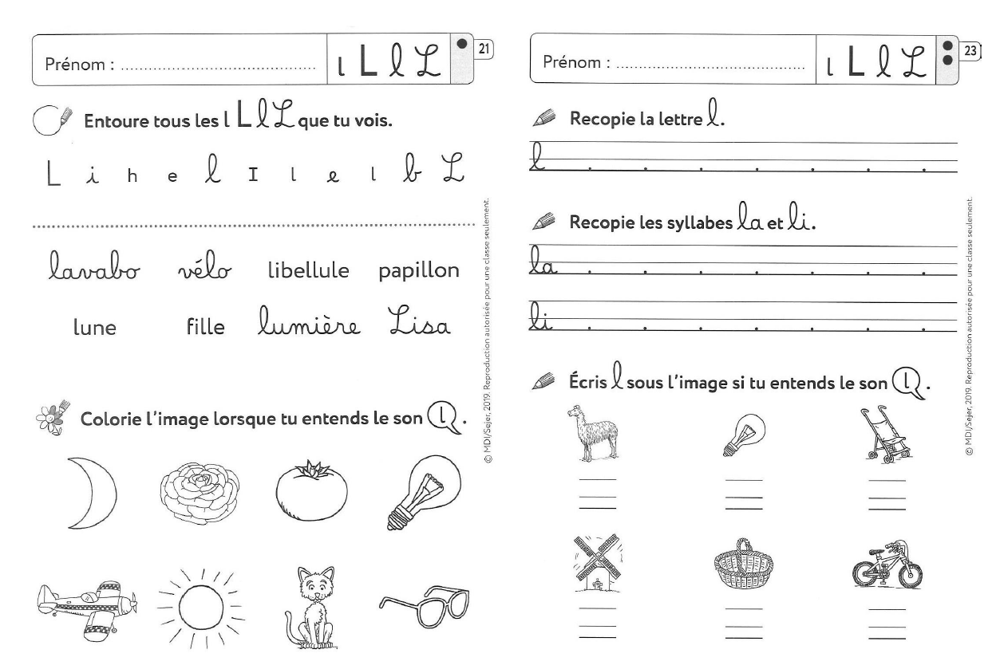 Prénom : ........................................ l L l L
21
Entoure tous les l L l L que tu vois.
L i h e l I l e l b L
lavabo vélo libellule papillon
lune fille lumière Lisa
Colorie l'image lorsque tu entends le son l .
© MDI/Sejer, 2019. Reproduction autorisée pour une classe seulement.
Prénom : ........................................ l L l L
23
Recopie la lettre l.
l
Recopie les syllabes la et li.
la
li
Écris l sous l'image si tu entends le son l .
© MDI/Sejer, 2019. Reproduction autorisée pour une classe seulement.